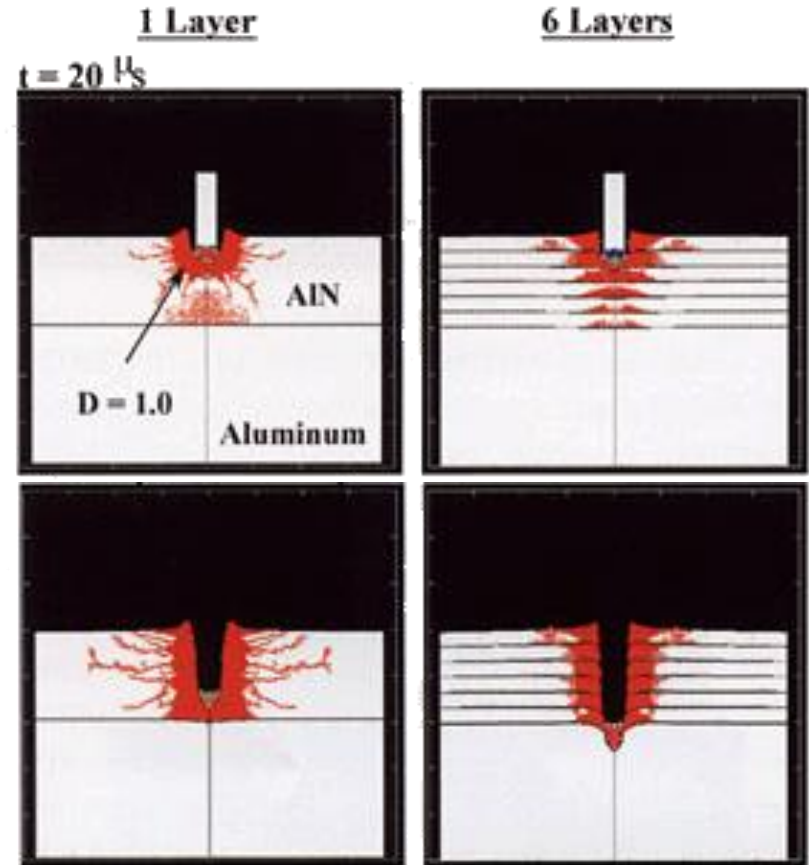 1 Layer
6 Layers
t = 20 μs
AlN
D = 1.0
Aluminum